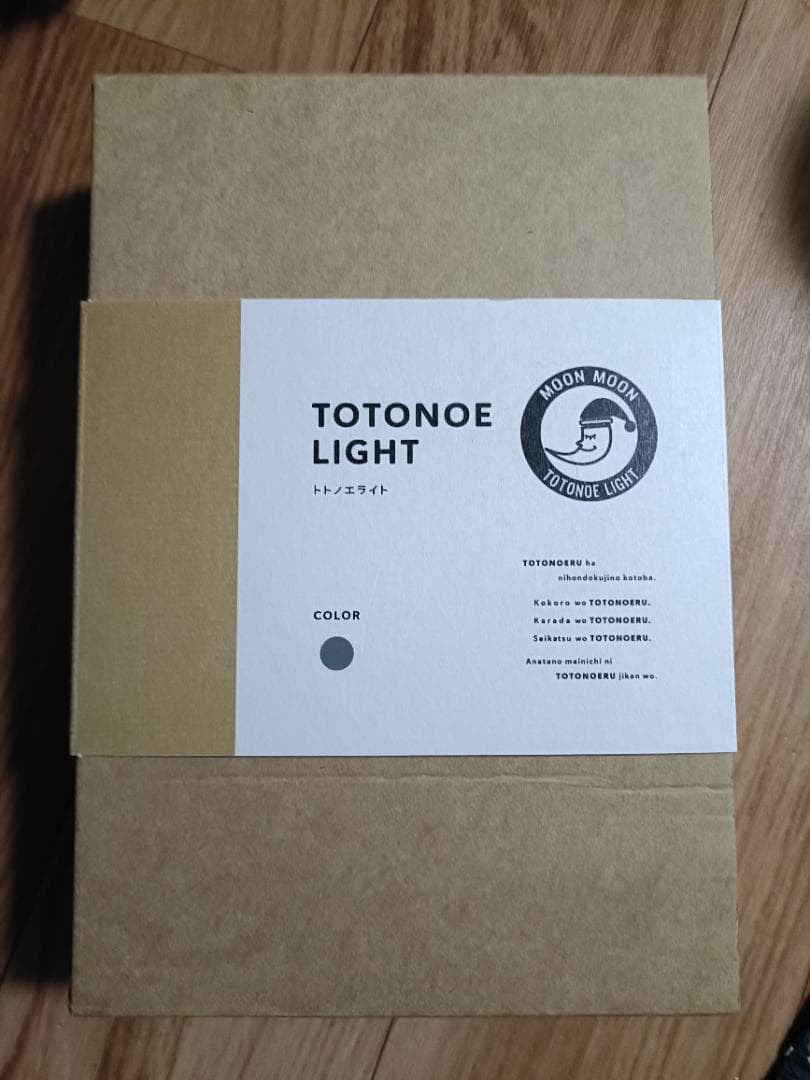 TOTONOE
LIGHT
トトノエライト
MOON MOON
TOTONOE LIGHT
TOTONOERU ha
nihondokujino kotoba.
Kokoro wo TOTONOERU.
Karada wo TOTONOERU.
Seikatsu wo TOTONOERU.
Anatano mainichi ni
TOTONOERU jikan wo.
COLOR